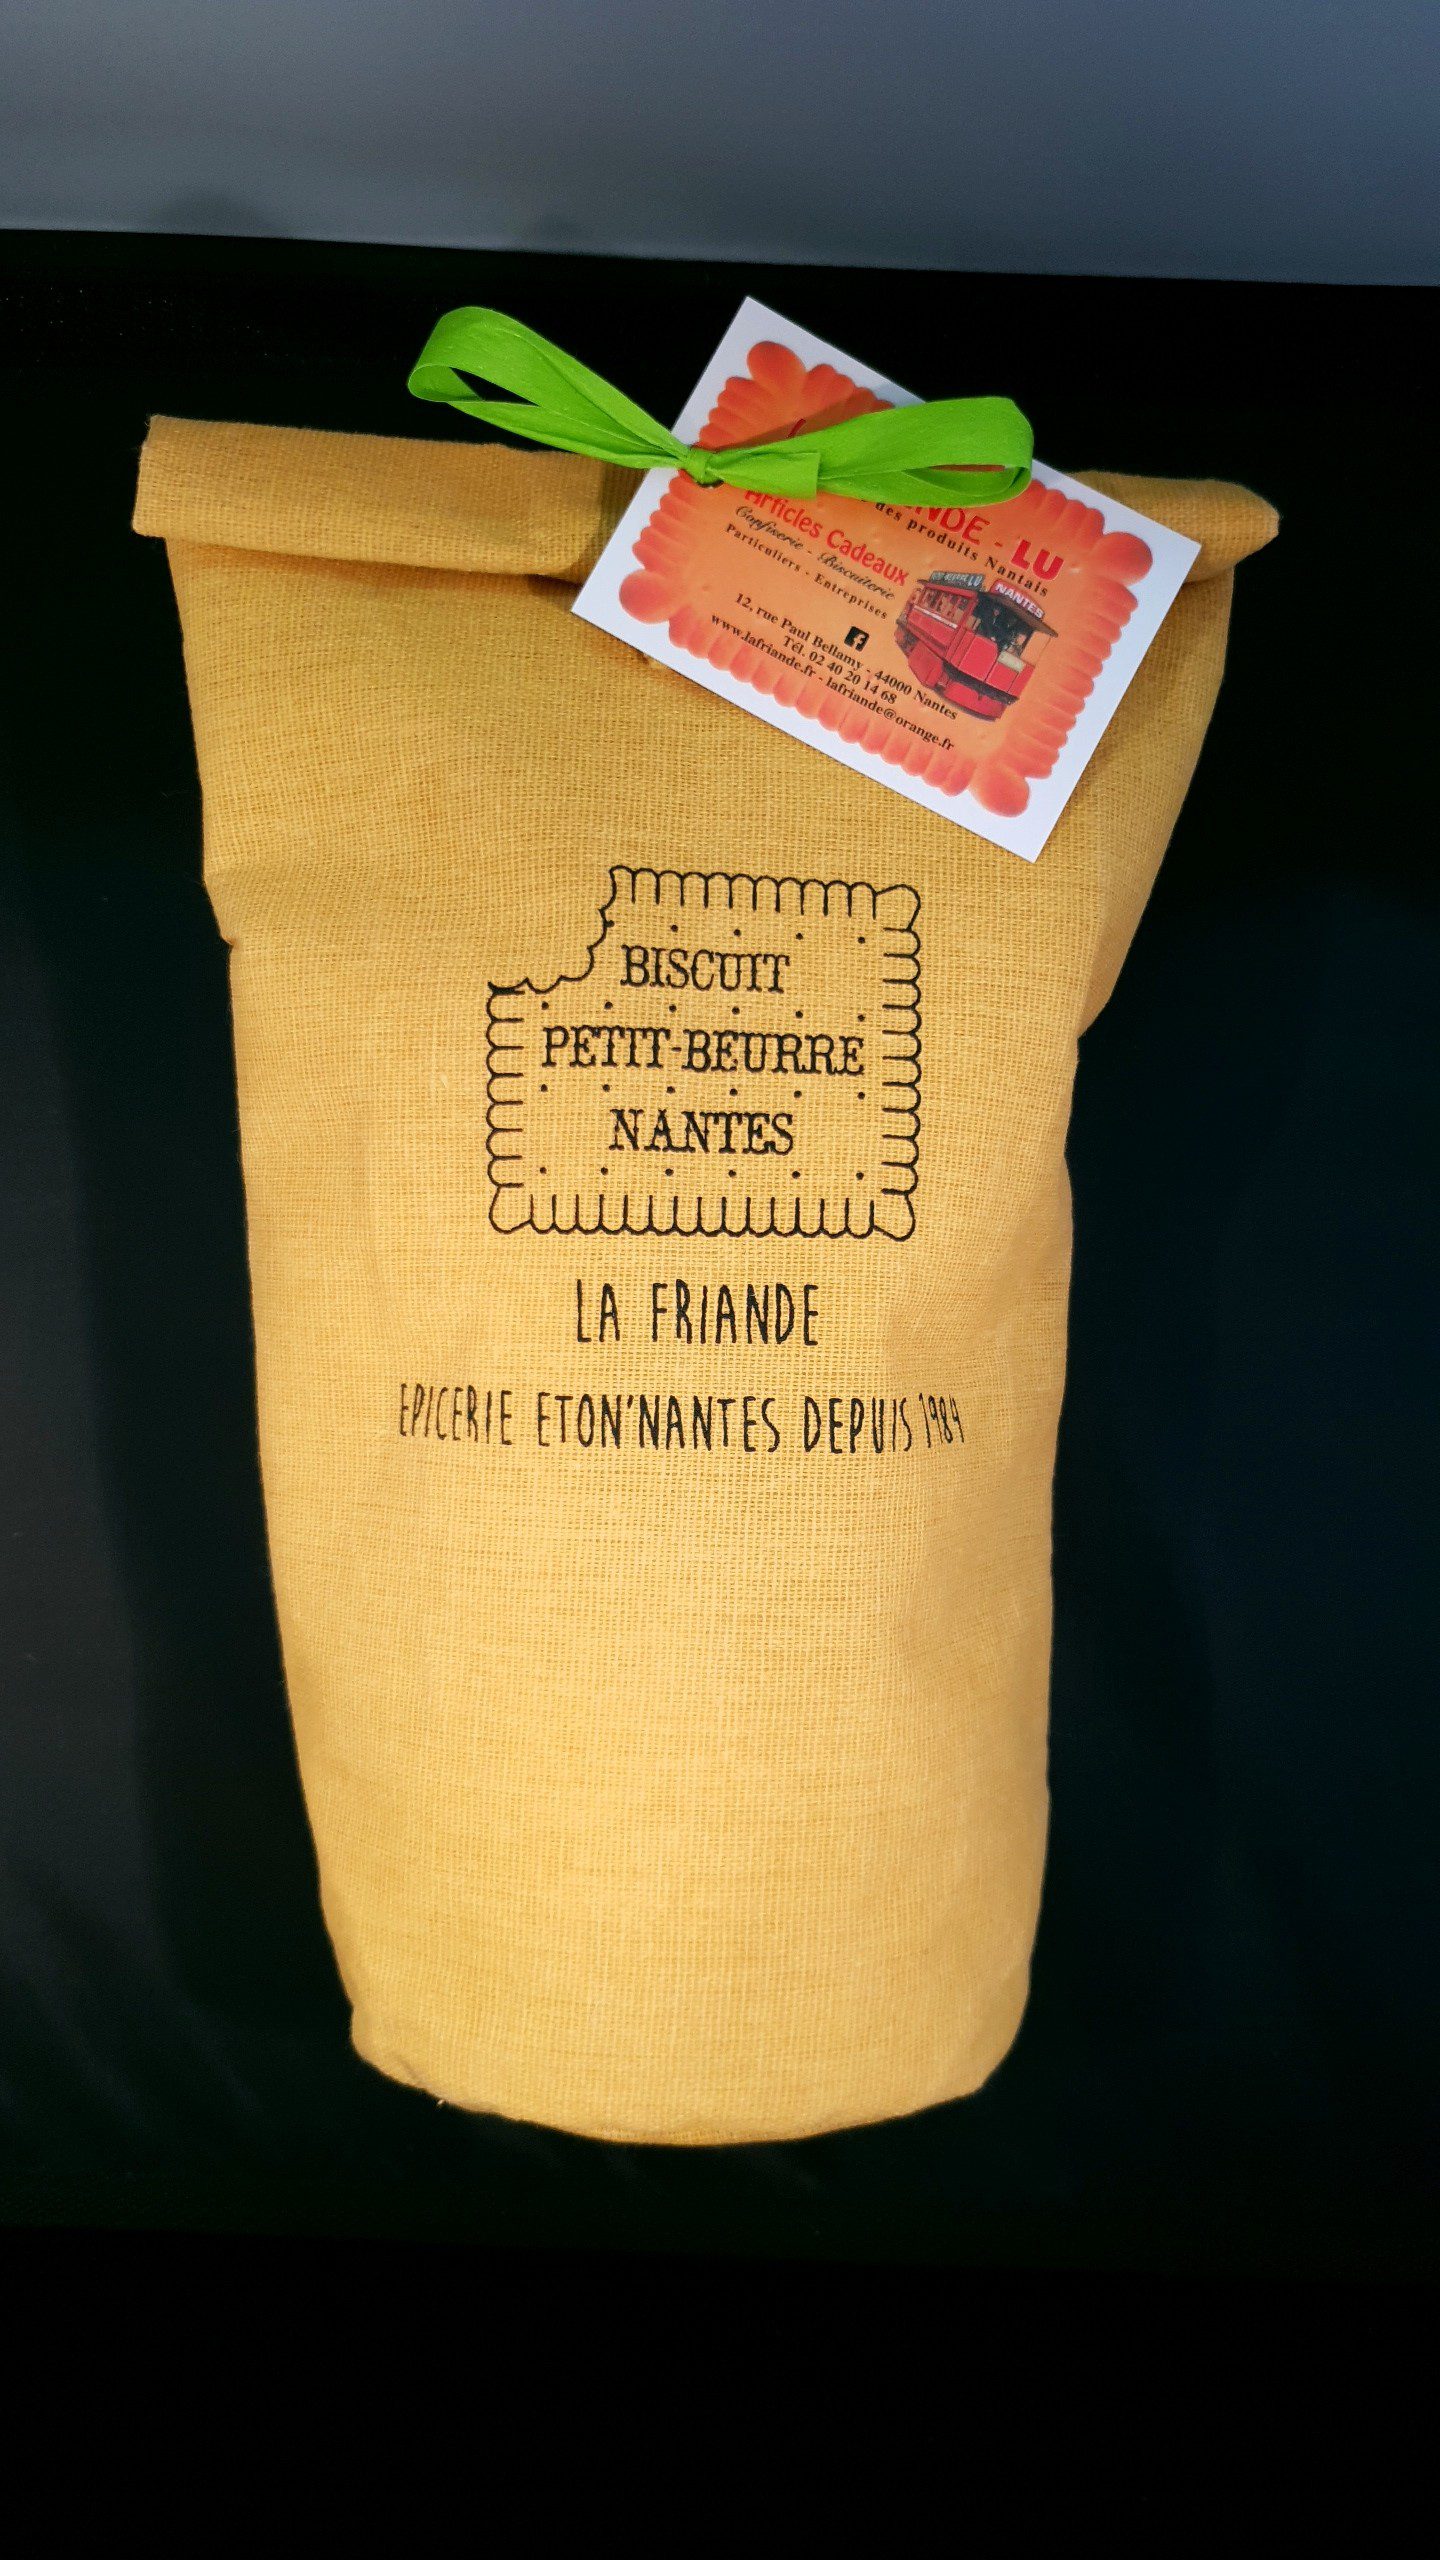 NDE - LU
des produits Nantais
Articles Cadeaux
Confiserie - Biscuiterie
Particuliers - Entreprises
NANTES
12, rue Paul Bellamy - 44000 Nantes
Tél. 02 40 20 14 68
www.lafriande.fr - lafriande@orange.fr
BISCUIT
PETIT-BEURRE
NANTES
LA FRIANDE
EPICERIE ETON'NANTES DEPUIS 1984